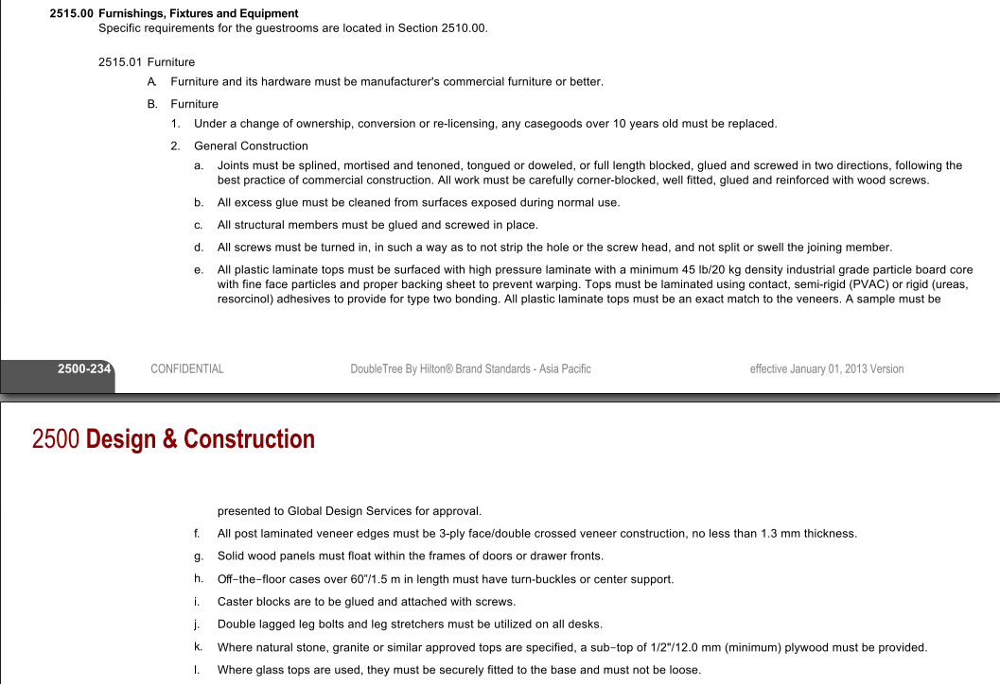 2515.00 Furnishings, Fixtures and Equipment
Specific requirements for the guestrooms are located in Section 2510.00.
2515.01 Furniture
A. Furniture and its hardware must be manufacturer's commercial furniture or better.
B. Furniture
1. Under a change of ownership, conversion or re-licensing, any casegoods over 10 years old must be replaced.
2. General Construction
a. Joints must be splined, mortised and tenoned, tongued or doweled, or full length blocked, glued and screwed in two directions, following the
best practice of commercial construction. All work must be carefully corner-blocked, well fitted, glued and reinforced with wood screws.
b. All excess glue must be cleaned from surfaces exposed during normal use.
c. All structural members must be glued and screwed in place.
d. All screws must be turned in, in such a way as to not strip the hole or the screw head, and not split or swell the joining member.
e. All plastic laminate tops must be surfaced with high pressure laminate with a minimum 45 lb/20 kg density industrial grade particle board core
with fine face particles and proper backing sheet to prevent warping. Tops must be laminated using contact, semi-rigid (PVAC) or rigid (ureas,
resorcinol) adhesives to provide for type two bonding. All plastic laminate tops must be an exact match to the veneers. A sample must be
2500-234 CONFIDENTIAL DoubleTree By Hilton® Brand Standards - Asia Pacific effective January 01, 2013 Version
2500 Design & Construction
presented to Global Design Services for approval.
f. All post laminated veneer edges must be 3-ply face/double crossed veneer construction, no less than 1.3 mm thickness.
g. Solid wood panels must float within the frames of doors or drawer fronts.
h. Off−the−floor cases over 60"/1.5 m in length must have turn-buckles or center support.
i. Caster blocks are to be glued and attached with screws.
j. Double lagged leg bolts and leg stretchers must be utilized on all desks.
k. Where natural stone, granite or similar approved tops are specified, a sub−top of 1/2"/12.0 mm (minimum) plywood must be provided.
l. Where glass tops are used, they must be securely fitted to the base and must not be loose.